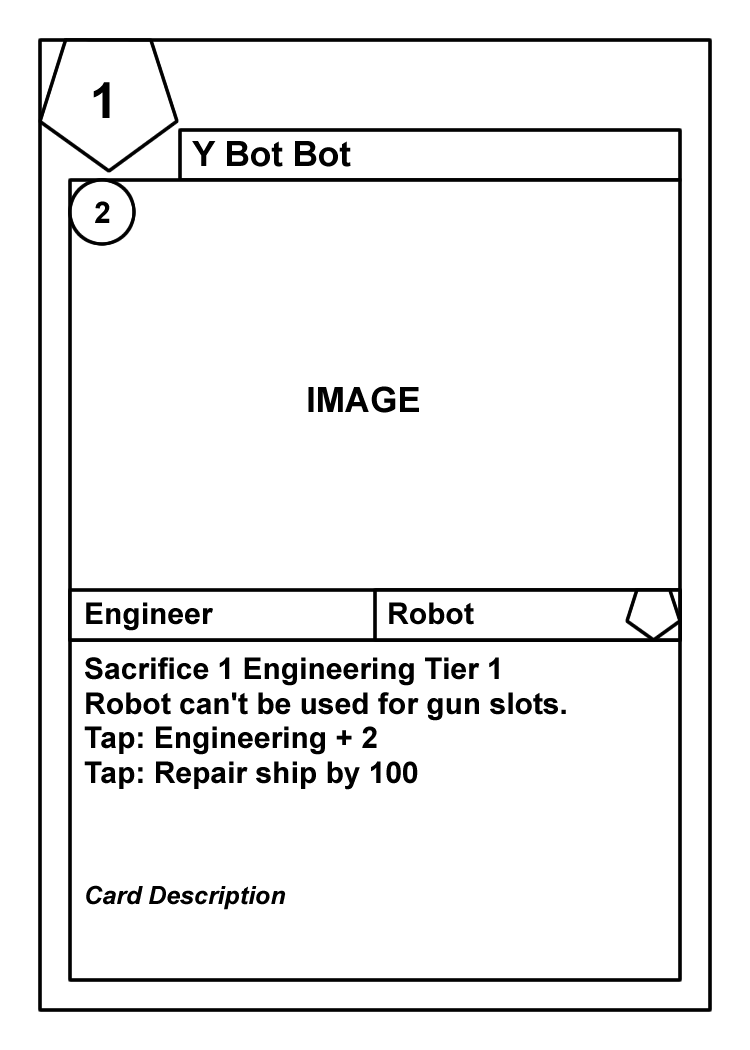 1
Y Bot Bot
2
IMAGE
Engineer
Robot
Sacrifice 1 Engineering Tier 1
Robot can't be used for gun slots.
Tap: Engineering + 2
Tap: Repair ship by 100
Card Description